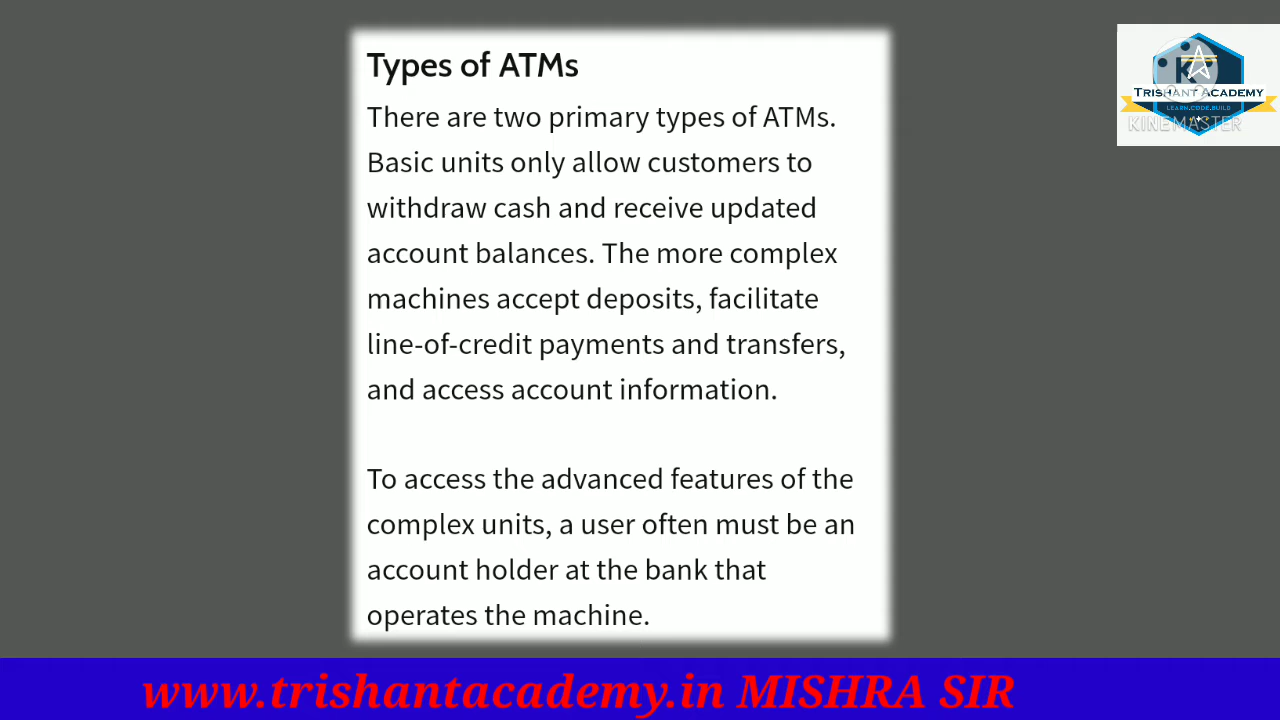 Types of ATMs
There are two primary types of ATMs.
Basic units only allow customers to
withdraw cash and receive updated
account balances. The more complex
machines accept deposits, facilitate
line-of-credit payments and transfers,
and access account information.
To access the advanced features of the
complex units, a user often must be an
account holder at the bank that
operates the machine.
TRISHANT ACADEMY
LEARN.CODE.BUILD
KINEMASTER
www.trishantacademy.in MISHRA SIR